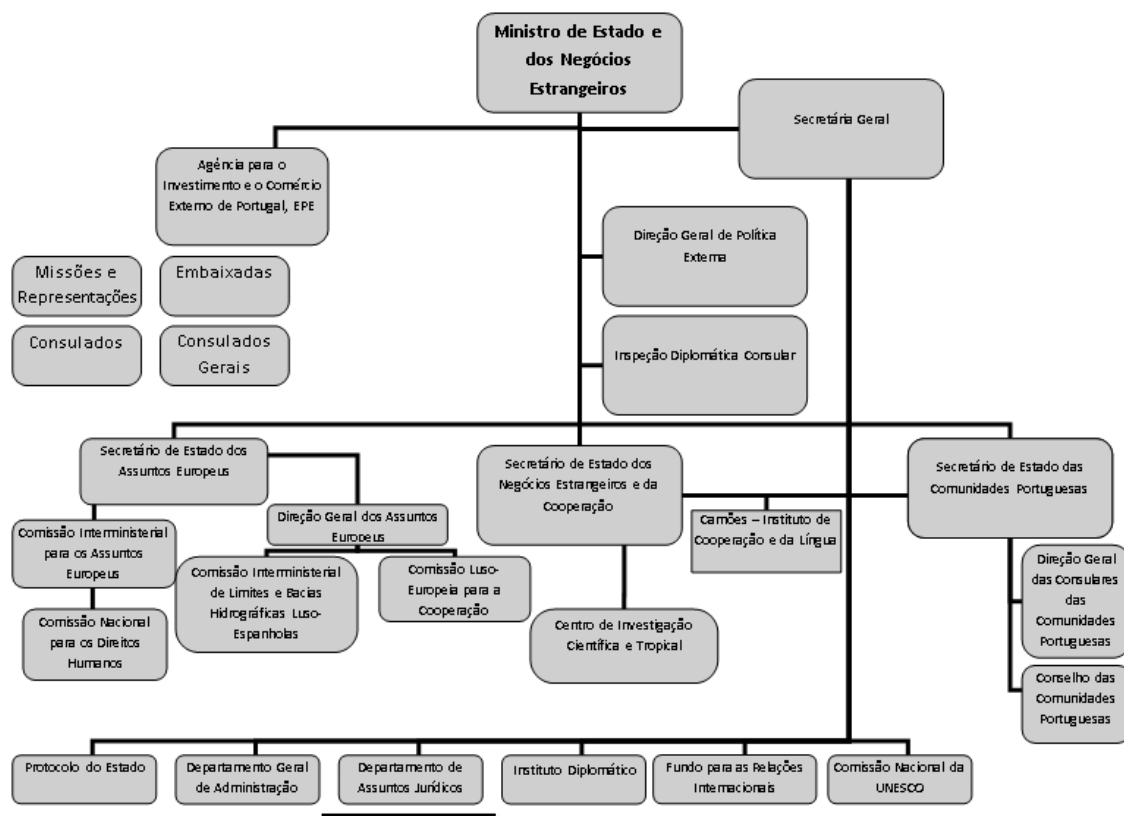 Ministro de Estado e
dos Negócios
Estrangeiros
Secretária Geral
Agência para o
Investimento e o Comércio
Externo de Portugal, EPE
Direção Geral de Política
Externa
Missões e
Representações
Embaixadas
Consulados
Consulados
Gerais
Inspeção Diplomática Consular
Secretário de Estado dos
Assuntos Europeus
Secretário de Estado dos
Negócios Estrangeiros e da
Cooperação
Secretário de Estado das
Comunidades Portuguesas
Comissão Interministerial
para os Assuntos
Europeus
Direção Geral dos Assuntos
Europeus
Camões – Instituto de
Cooperação e da Língua
Comissão Interministerial
de Limites e Bacias
Hidrográficas Luso-
Espanholas
Comissão Luso-
Europeia para a
Cooperação
Direção Geral
das Consulares
das
Comunidades
Portuguesas
Comissão Nacional
para os Direitos
Humanos
Centro de Investigação
Científica e Tropical
Conselho das
Comunidades
Portuguesas
Protocolo do Estado
Departamento Geral
de Administração
Departamento de
Assuntos Jurídicos
Instituto Diplomático
Fundo para as Relações
Internacionais
Comissão Nacional da
UNESCO